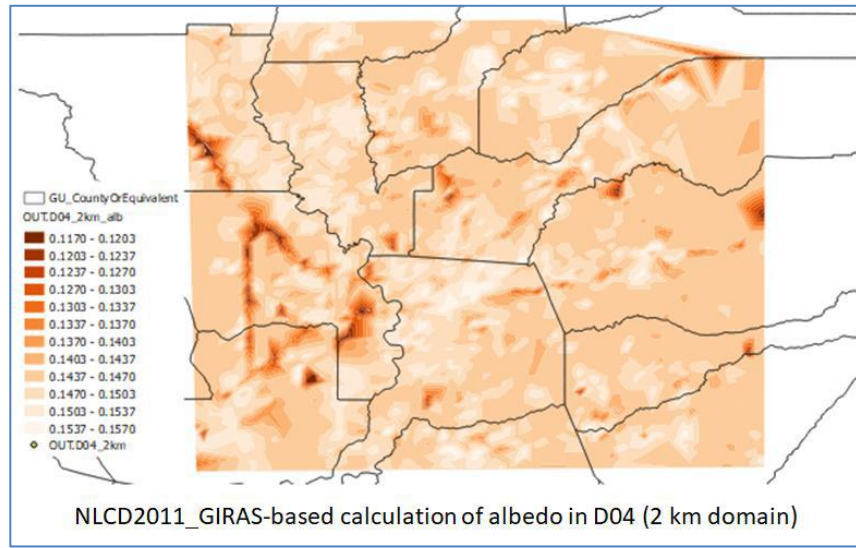 GU_CountyOrEquivalent
OUT.D04_2km_alb
0.1170 - 0.1203
0.1203 - 0.1237
0.1237 - 0.1270
0.1270 - 0.1303
0.1303 - 0.1337
0.1337 - 0.1370
0.1370 - 0.1403
0.1403 - 0.1437
0.1437 - 0.1470
0.1470 - 0.1503
0.1503 - 0.1537
0.1537 - 0.1570
OUT.D04_2km
NLCD2011_GIRAS-based calculation of albedo in D04 (2 km domain)